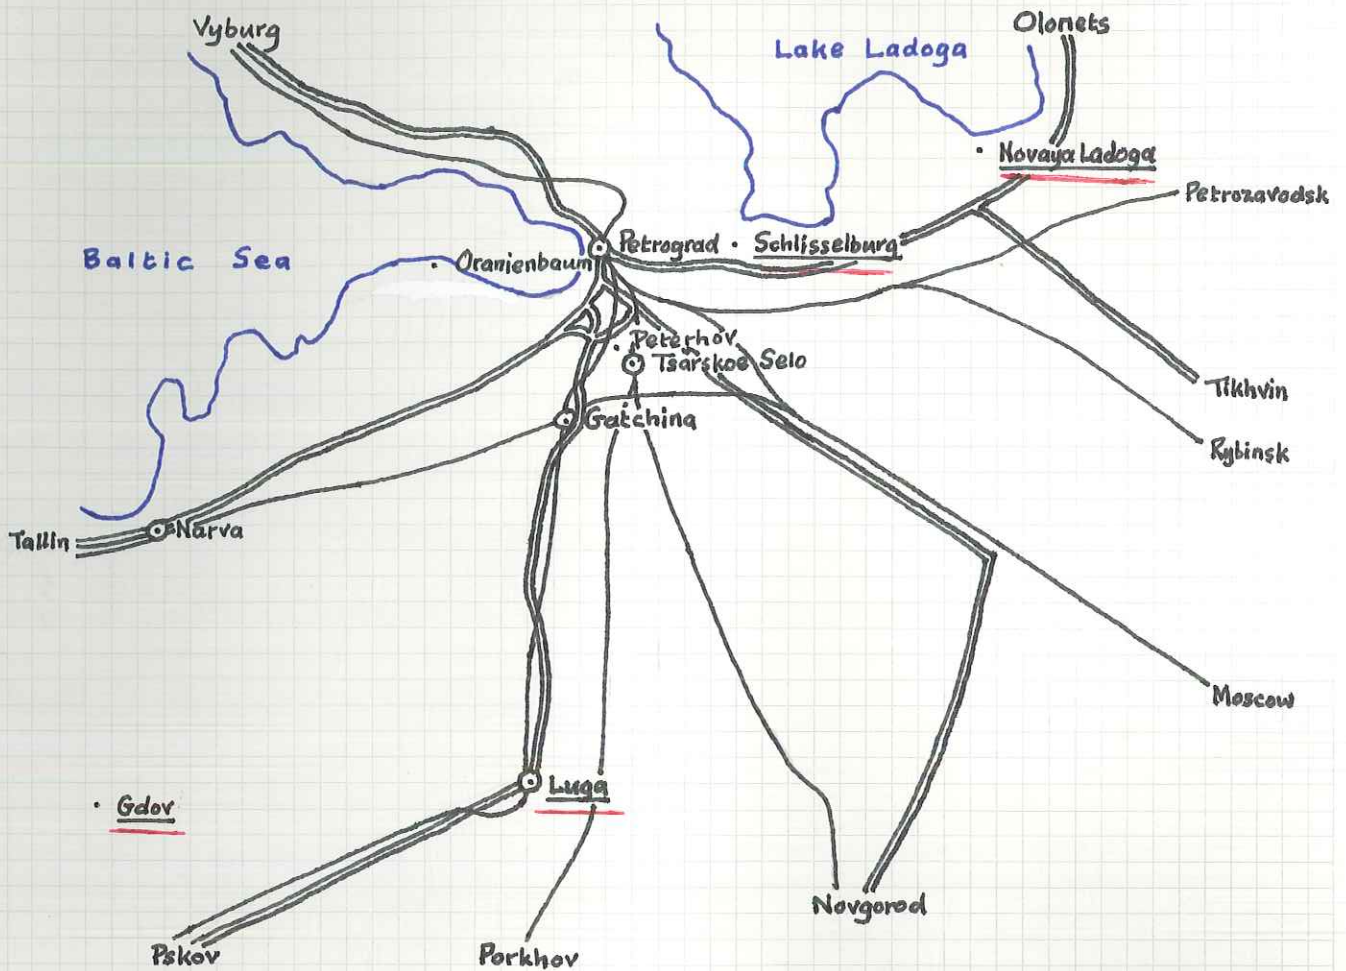 Vyburg
Olonets
Lake Ladoga
Novaya Ladoga
Petrozavodsk
Petrograd
Schlisselburg
Baltic Sea
Oranienbaum
Peterhov
Tsarskoe Selo
Tikhvin
Gatchina
Rybinsk
Tallin
Narva
Moscow
Luga
Gdov
Novgorod
Pskov
Porkhov